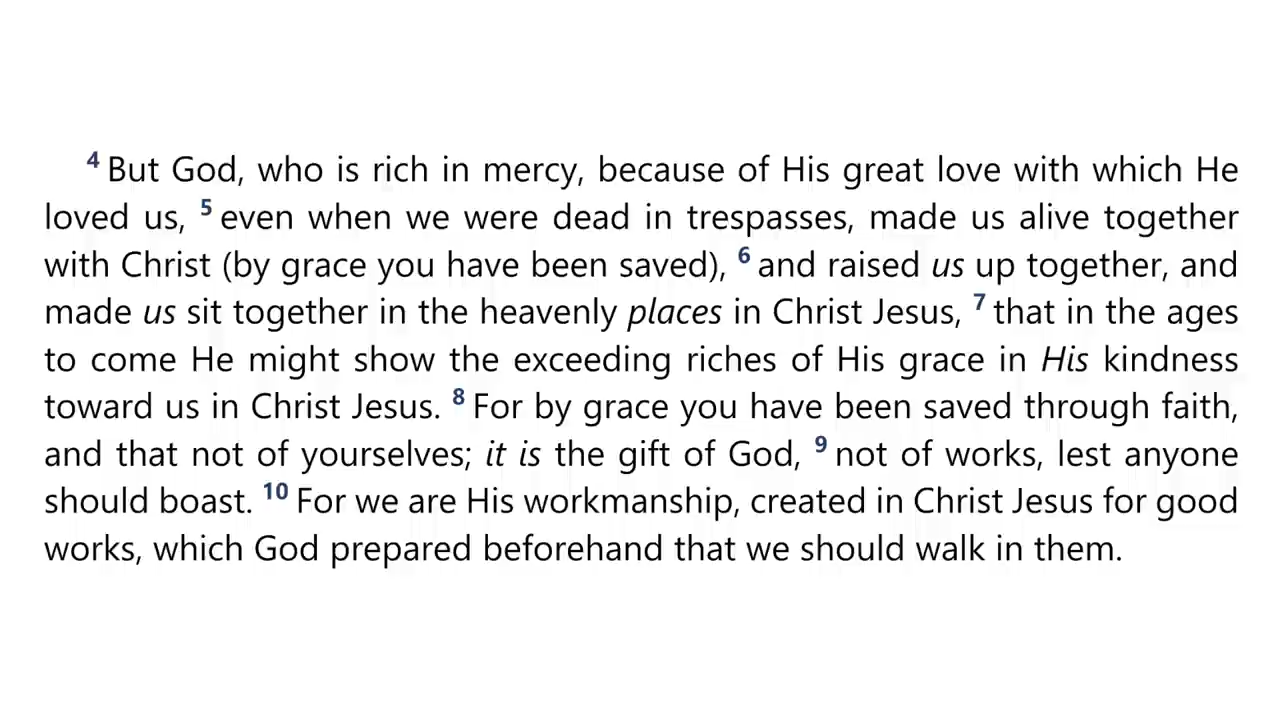 4 But God, who is rich in mercy, because of His great love with which He
loved us, 5 even when we were dead in trespasses, made us alive together
with Christ (by grace you have been saved), 6 and raised us up together, and
made us sit together in the heavenly places in Christ Jesus, 7 that in the ages
to come He might show the exceeding riches of His grace in His kindness
toward us in Christ Jesus. 8 For by grace you have been saved through faith,
and that not of yourselves; it is the gift of God, 9 not of works, lest anyone
should boast. 10 For we are His workmanship, created in Christ Jesus for good
works, which God prepared beforehand that we should walk in them.